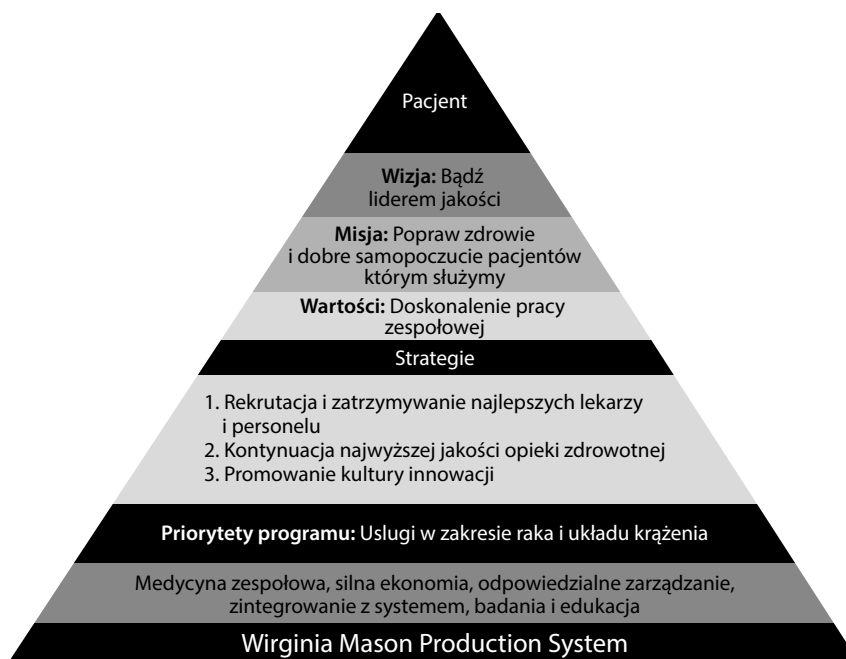 Pacjent
Wizja: Bądź
liderem jakości
Misja: Popraw zdrowie
i dobre samopoczucie pacjentów
którym służymy
Wartości: Doskonalenie pracy
zespołowej
Strategie
1. Rekrutacja i zatrzymywanie najlepszych lekarzy
i personelu
2. Kontynuacja najwyższej jakości opieki zdrowotnej
3. Promowanie kultury innowacji
Priorytety programu: Uslugi w zakresie raka i układu krążenia
Medycyna zespołowa, silna ekonomia, odpowiedzialne zarządzanie,
zintegrowanie z systemem, badania i edukacja
Wirginia Mason Production System